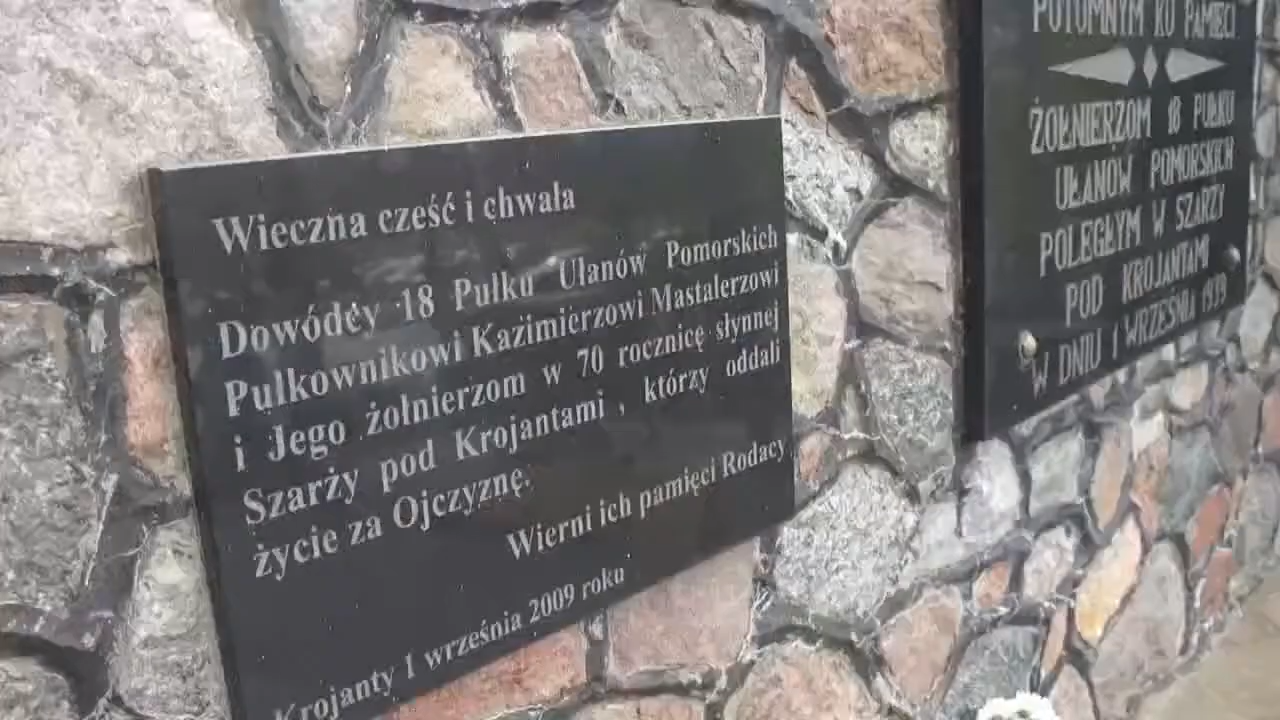 Wieczna cześć i chwała
Dowódcy 18 Pułku Ułanów Pomorskich
Pułkownikowi Kazimierzowi Mastalerzowi
i Jego żołnierzom w 70 rocznicę słynnej
Szarży pod Krojantami , którzy oddali
życie za Ojczyznę.
Wierni ich pamięci Rodacy
Krojanty 1 września 2009 roku
POTOMNYM KU PAMIĘCI
ŻOŁNIERZOM 18 PUŁKU
UŁANÓW POMORSKICH
POLEGŁYM W SZARŻY
POD KROJANTAMI
W DNIU 1 WRZEŚNIA 1939